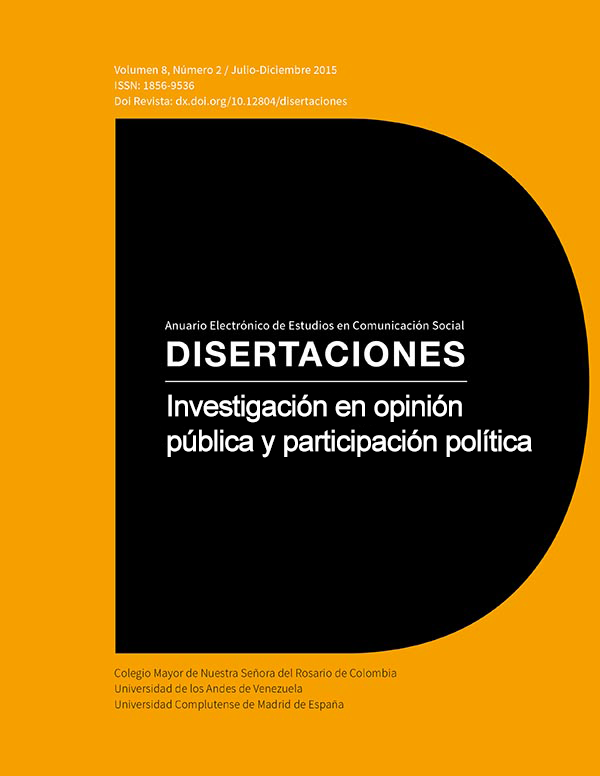 Volumen 8, Número 2 / Julio-Diciembre 2015
ISSN: 1856-9536
Doi Revista: dx.doi.org/10.12804/disertaciones
Anuario Electrónico de Estudios en Comunicación Social
DISERTACIONES
Investigación en opinión
pública y participación política
Colegio Mayor de Nuestra Señora del Rosario de Colombia
Universidad de los Andes de Venezuela
Universidad Complutense de Madrid de España